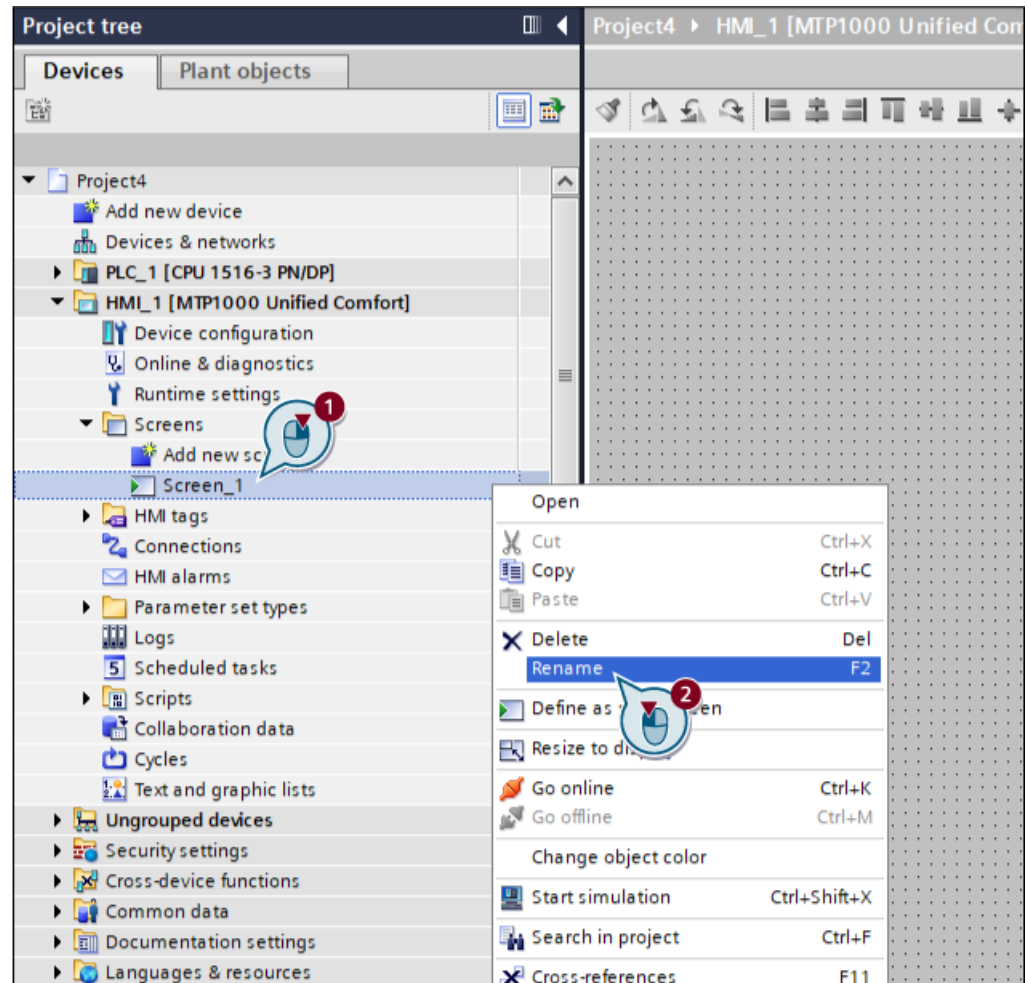 Project tree
Project4 HMI_1 [MTP1000 Unified Com
Devices Plant objects
Project4
Add new device
Devices & networks
PLC_1 [CPU 1516-3 PN/DP]
HMI_1 [MTP1000 Unified Comfort]
Device configuration
Online & diagnostics
Runtime settings
1
Screens
Add new sc
Screen_1
HMI tags
Connections
HMI alarms
Parameter set types
Logs
5 Scheduled tasks
Scripts
Collaboration data
Cycles
Text and graphic lists
Ungrouped devices
Security settings
Cross-device functions
Common data
Documentation settings
Languages & resources
Open
Cut Ctrl+X
Copy Ctrl+C
Paste Ctrl+V
Delete Del
Rename F2
2
Define as
Resize to
Go online Ctrl+K
Go offline Ctrl+M
Change object color
Start simulation Ctrl+Shift+X
Search in project Ctrl+F
Cross-references F11